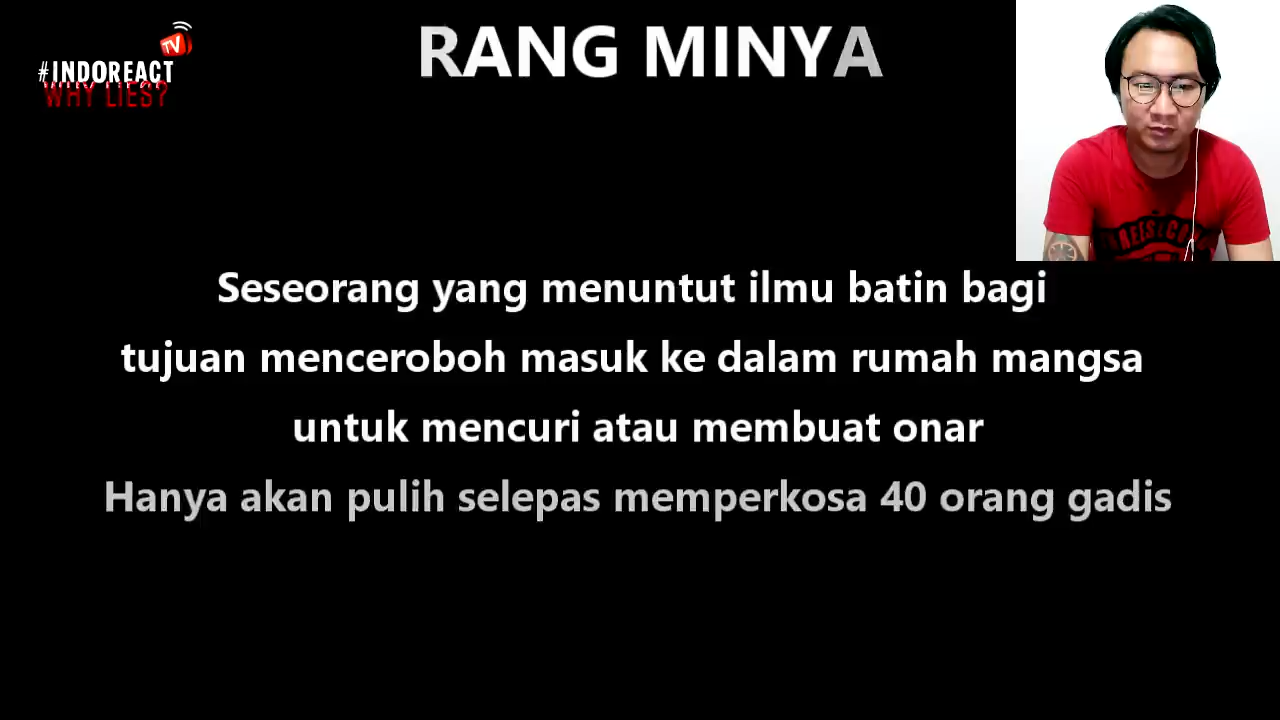 RANG MINYA
TV
#INDOREACT
WHY LIES?
Seseorang yang menuntut ilmu batin bagi
tujuan menceroboh masuk ke dalam rumah mangsa
untuk mencuri atau membuat onar
Hanya akan pulih selepas memperkosa 40 orang gadis